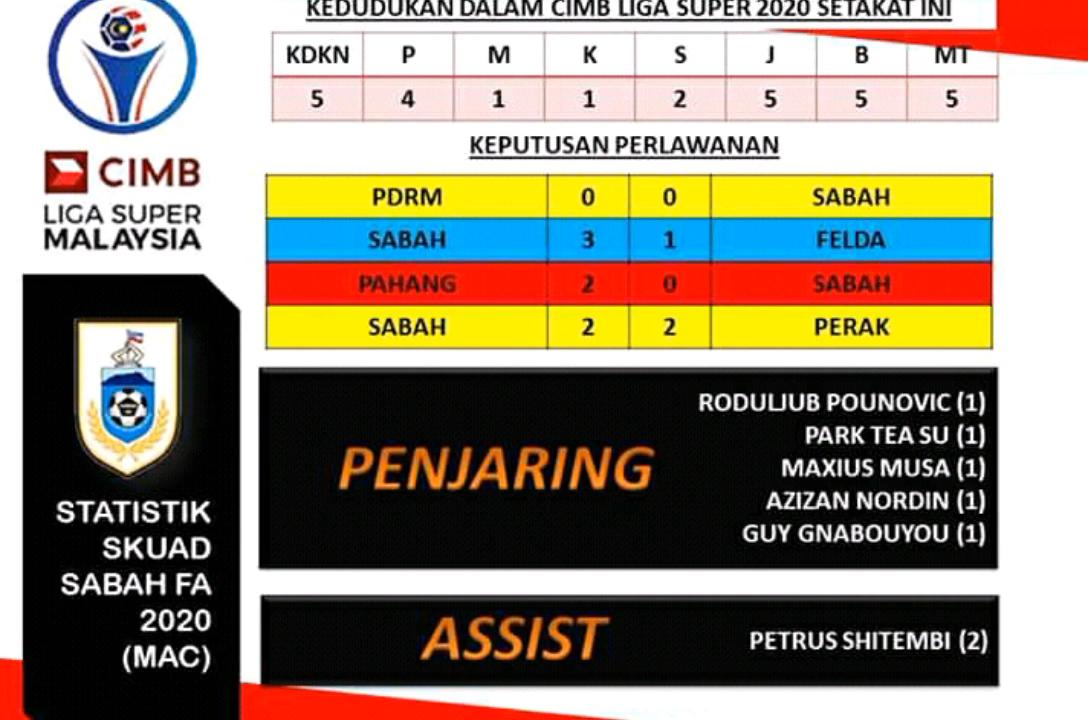 KEDUDUKAN DALAM CIMB LIGA SUPER 2020 SETAKAT INI
KDKN P M K S J B MT
5 4 1 1 2 5 5 5
CIMB
LIGA SUPER
MALAYSIA
KEPUTUSAN PERLAWANAN
PDRM 0 0 SABAH
SABAH 3 1 FELDA
PAHANG 2 0 SABAH
SABAH 2 2 PERAK
STATISTIK
SKUAD
SABAH FA
2020
(MAC)
PENJARING
RODULJUB POUNOVIC (1)
PARK TEA SU (1)
MAXIUS MUSA (1)
AZIZAN NORDIN (1)
GUY GNABOUYOU (1)
ASSIST
PETRUS SHITEMBI (2)